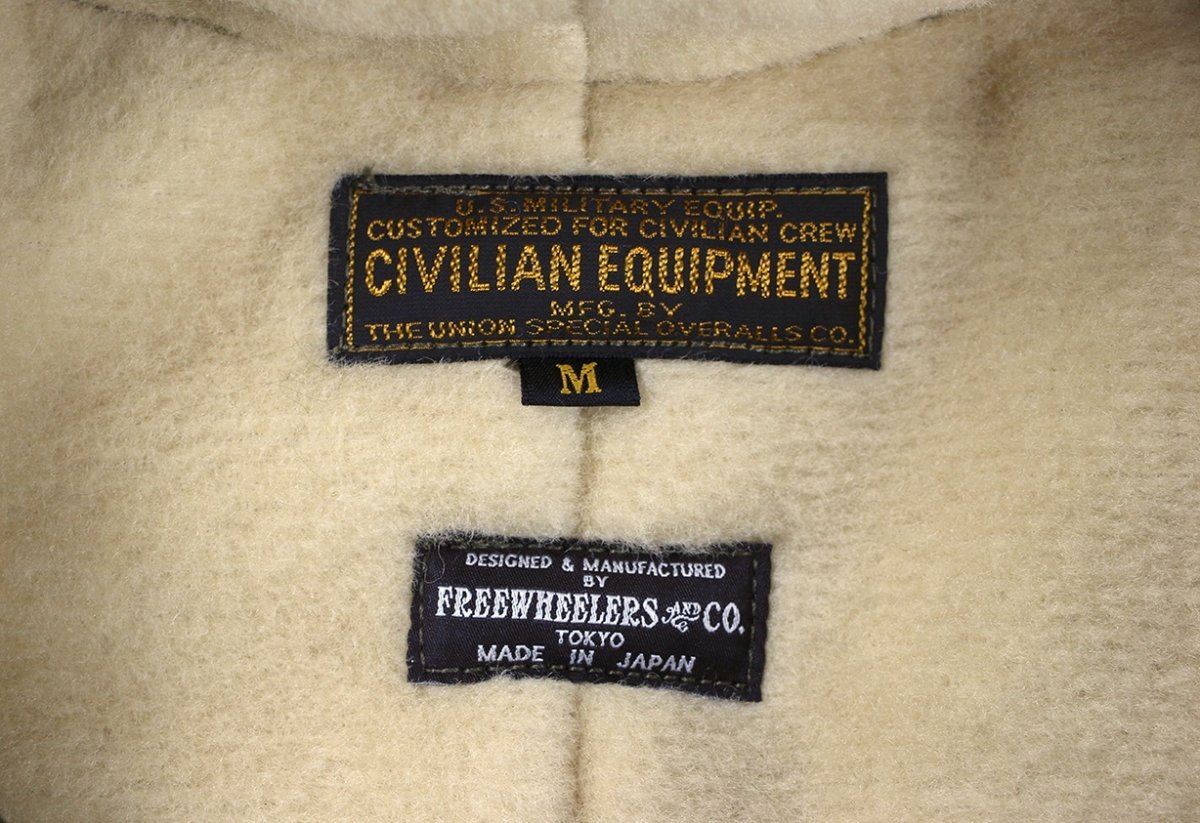 U.S. MILITARY EQUIP.
CUSTOMIZED FOR CIVILIAN CREW
CIVILIAN EQUIPMENT
MFG. BY
THE UNION SPECIAL OVERALLS CO.
M
DESIGNED & MANUFACTURED
BY
FREEWHEELERS AND CO.
TOKYO
MADE IN JAPAN